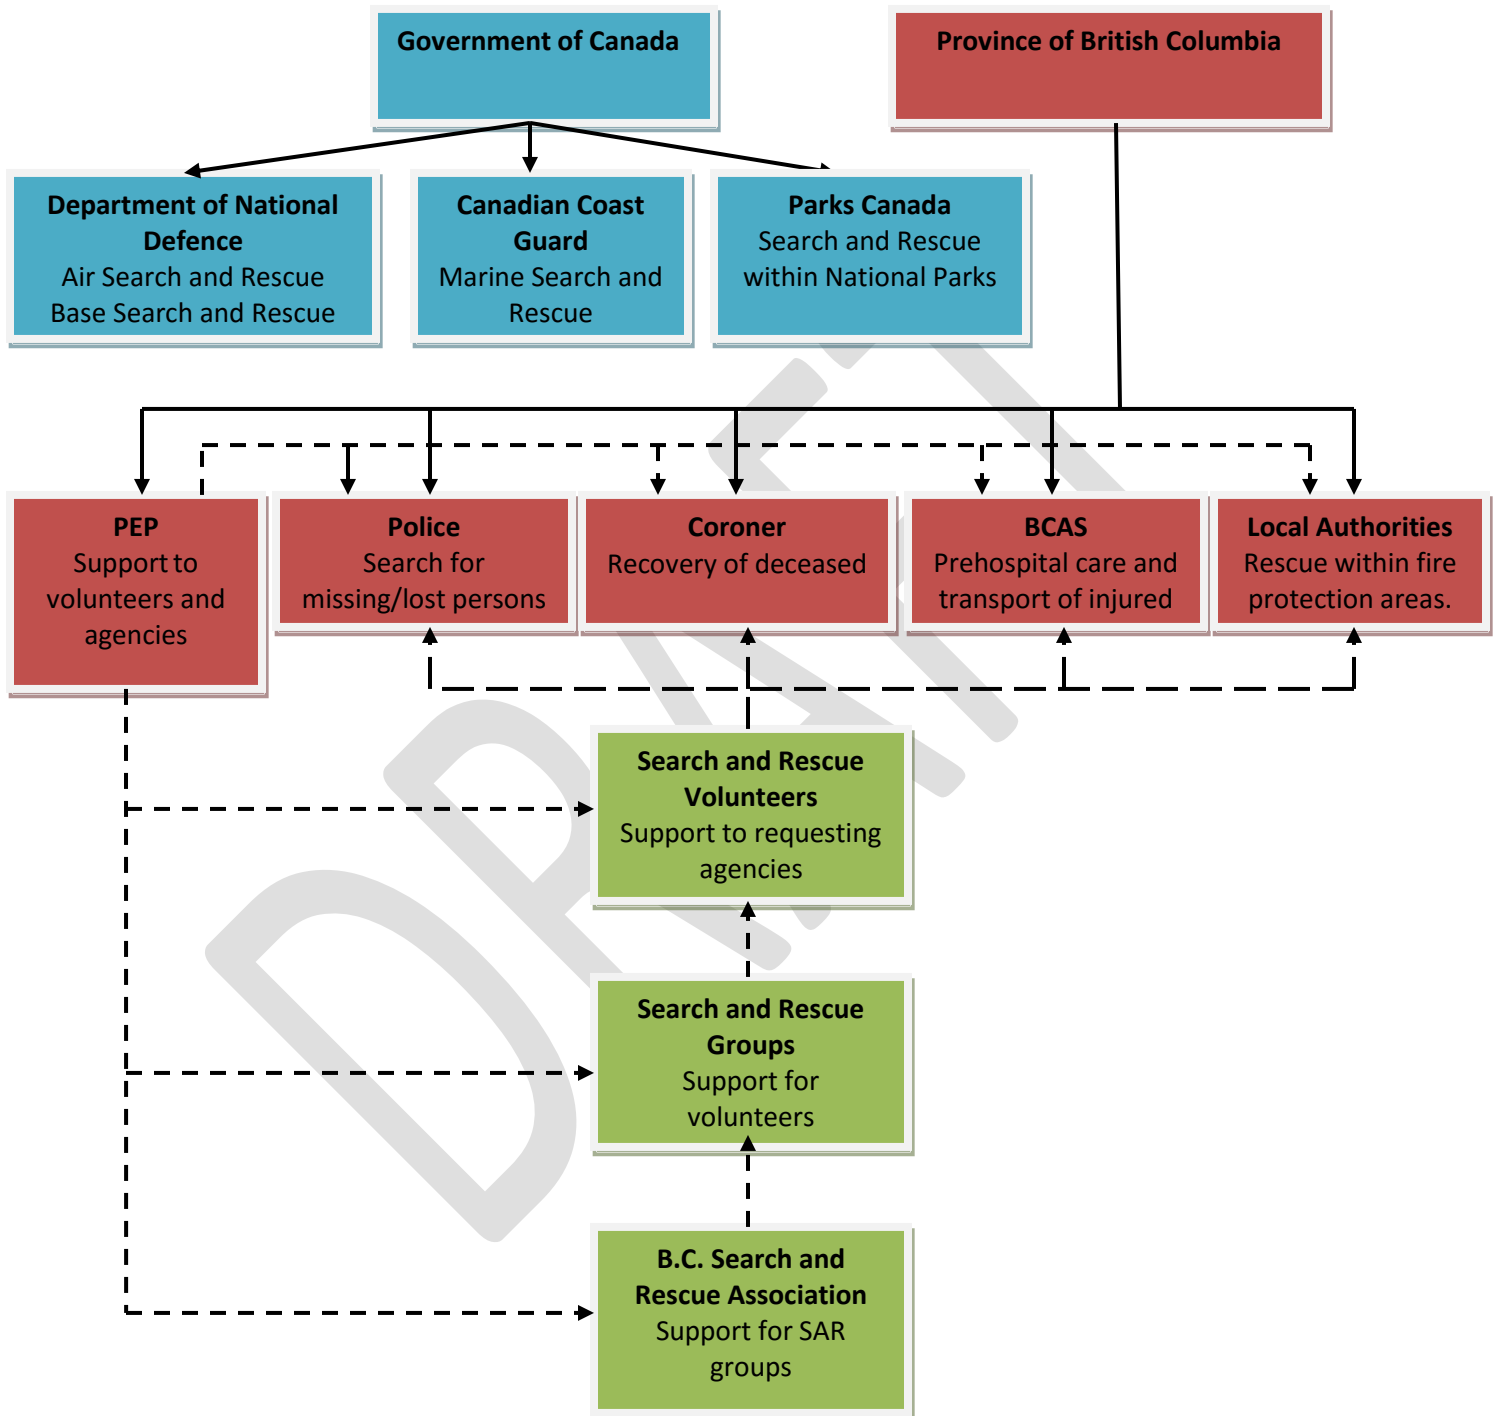 Government of Canada
Province of British Columbia
Department of National
Defence
Air Search and Rescue
Base Search and Rescue
Canadian Coast
Guard
Marine Search and
Rescue
Parks Canada
Search and Rescue
within National Parks
PEP
Support to
volunteers and
agencies
Police
Search for
missing/lost persons
Coroner
Recovery of deceased
BCAS
Prehospital care and
transport of injured
Local Authorities
Rescue within fire
protection areas.
Search and Rescue
Volunteers
Support to requesting
agencies
Search and Rescue
Groups
Support for
volunteers
B.C. Search and
Rescue Association
Support for SAR
groups
DRAFT